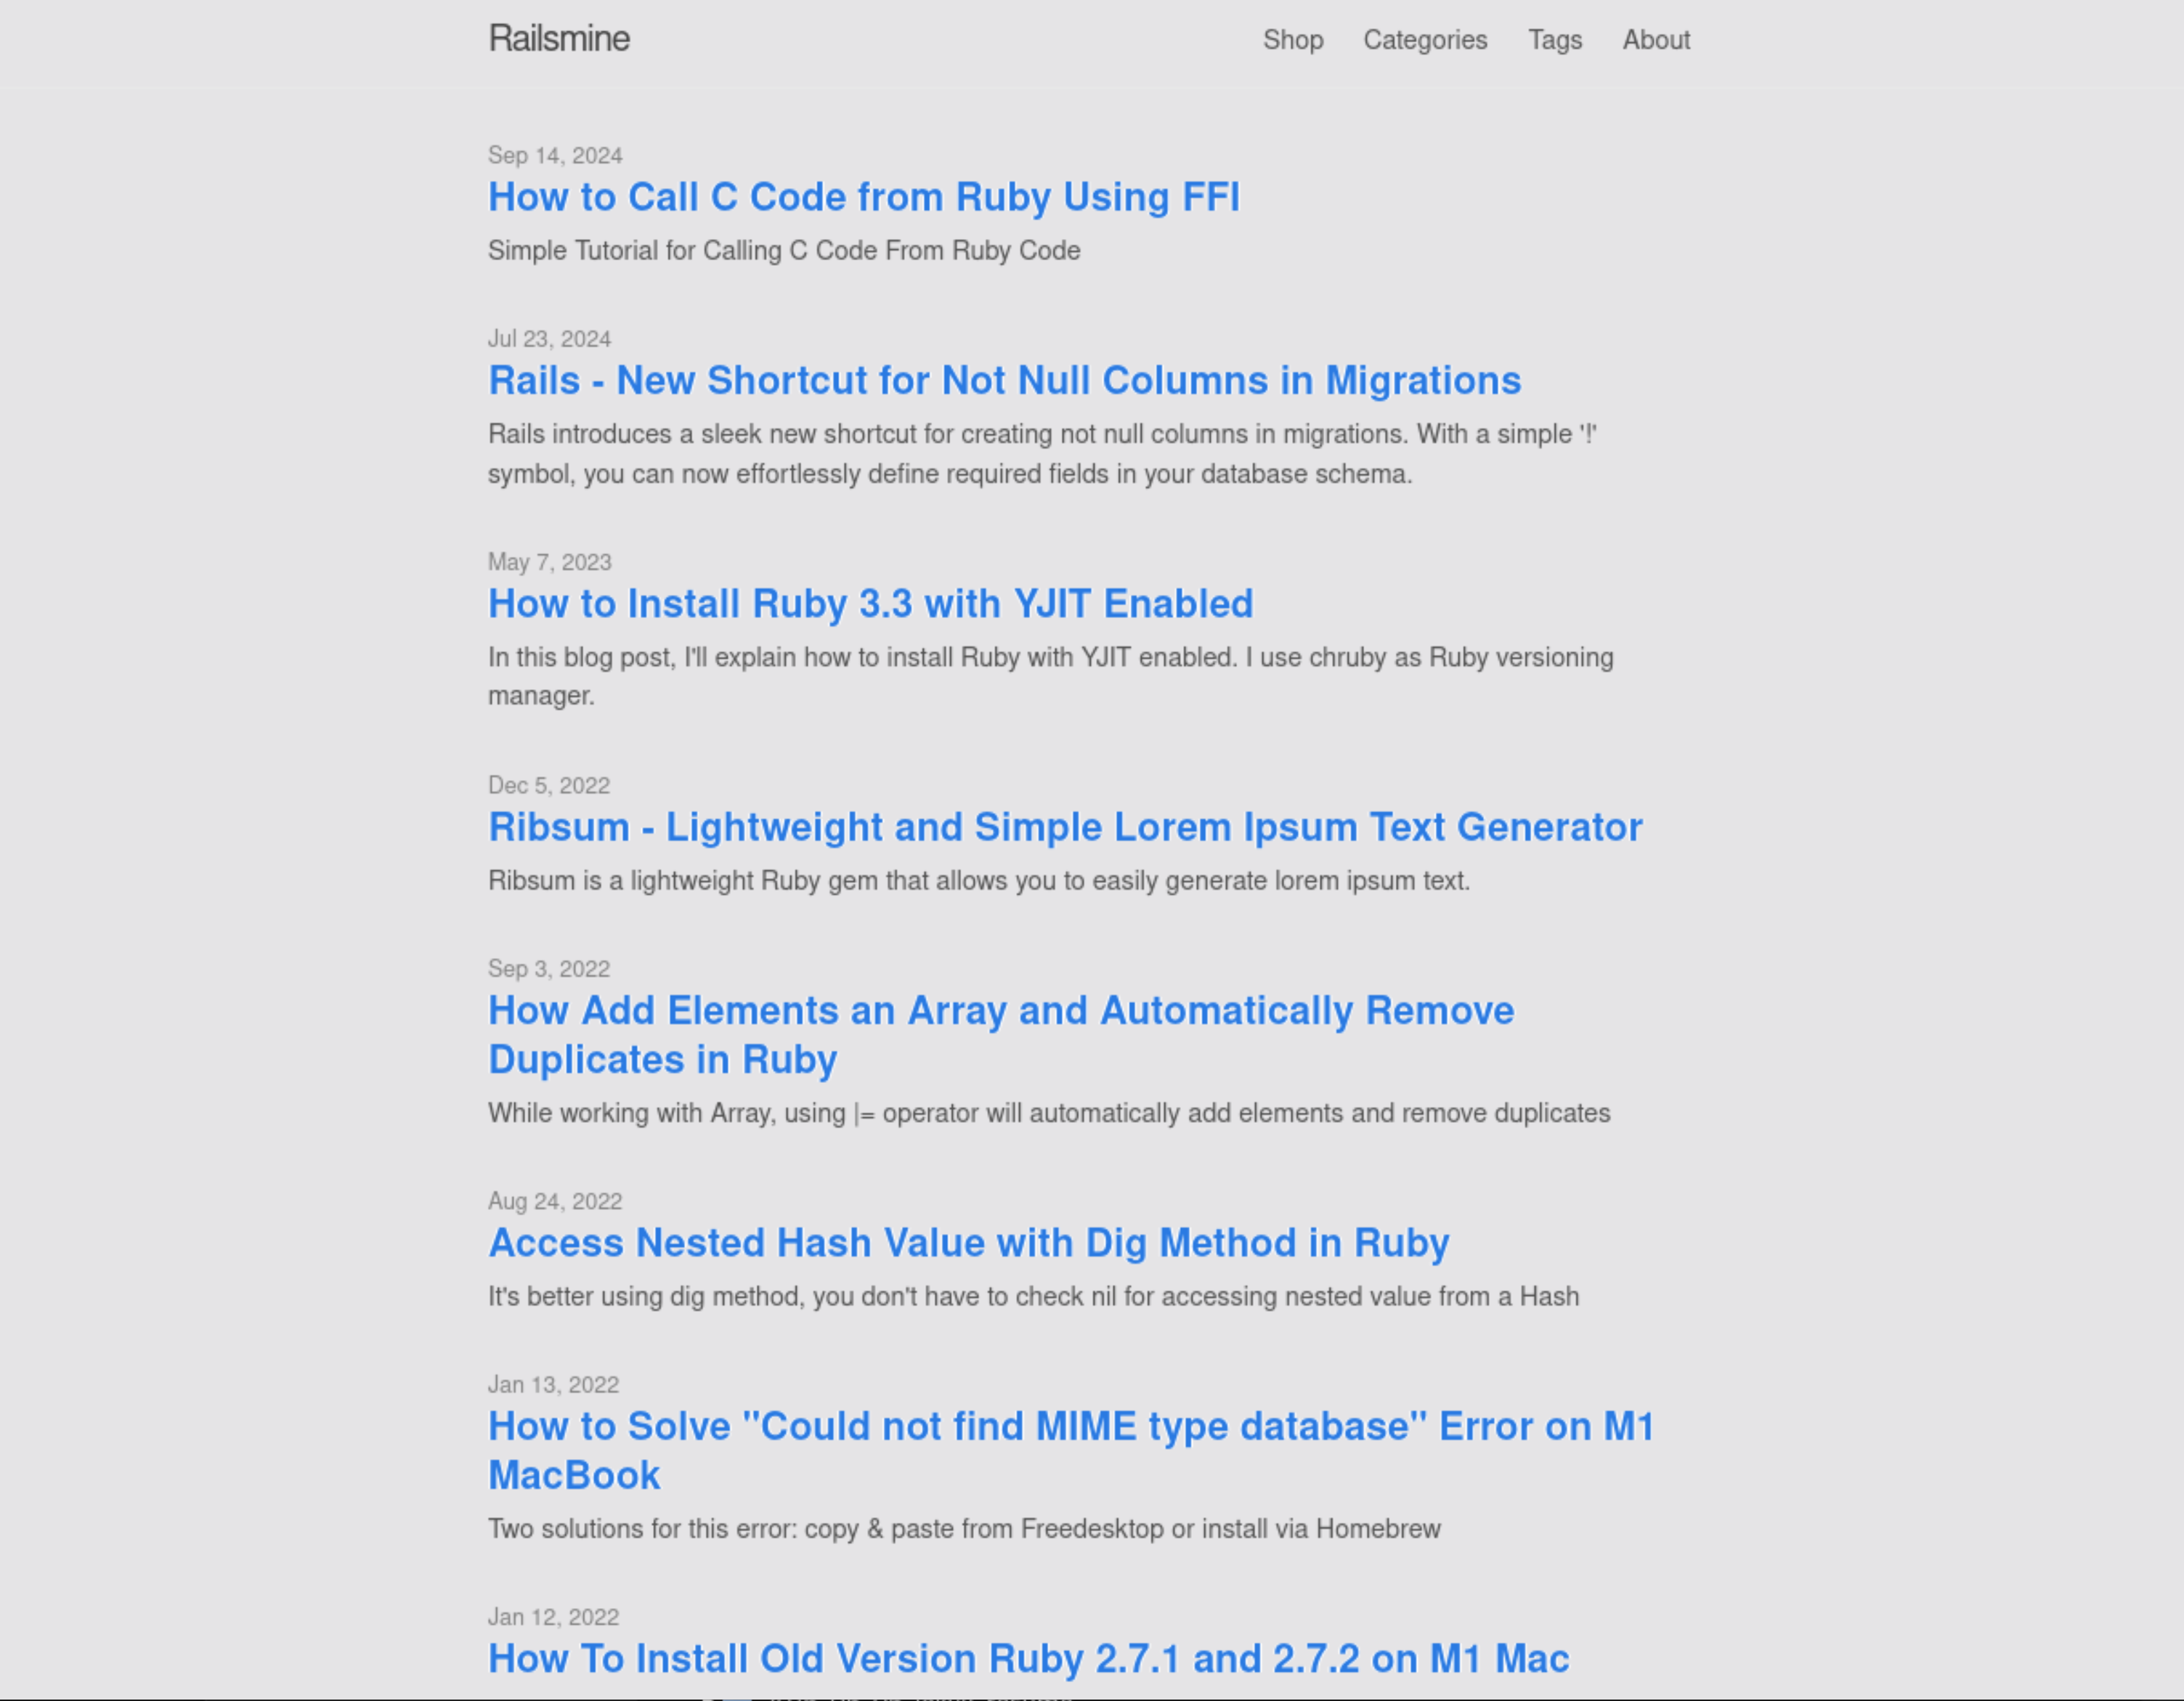 Railsmine
Shop Categories Tags About
Sep 14, 2024
How to Call C Code from Ruby Using FFI
Simple Tutorial for Calling C Code From Ruby Code
Jul 23, 2024
Rails - New Shortcut for Not Null Columns in Migrations
Rails introduces a sleek new shortcut for creating not null columns in migrations. With a simple '!'
symbol, you can now effortlessly define required fields in your database schema.
May 7, 2023
How to Install Ruby 3.3 with YJIT Enabled
In this blog post, I'll explain how to install Ruby with YJIT enabled. I use chruby as Ruby versioning
manager.
Dec 5, 2022
Ribsum - Lightweight and Simple Lorem Ipsum Text Generator
Ribsum is a lightweight Ruby gem that allows you to easily generate lorem ipsum text.
Sep 3, 2022
How Add Elements an Array and Automatically Remove
Duplicates in Ruby
While working with Array, using |= operator will automatically add elements and remove duplicates
Aug 24, 2022
Access Nested Hash Value with Dig Method in Ruby
It's better using dig method, you don't have to check nil for accessing nested value from a Hash
Jan 13, 2022
How to Solve "Could not find MIME type database" Error on M1
MacBook
Two solutions for this error: copy & paste from Freedesktop or install via Homebrew
Jan 12, 2022
How To Install Old Version Ruby 2.7.1 and 2.7.2 on M1 Mac